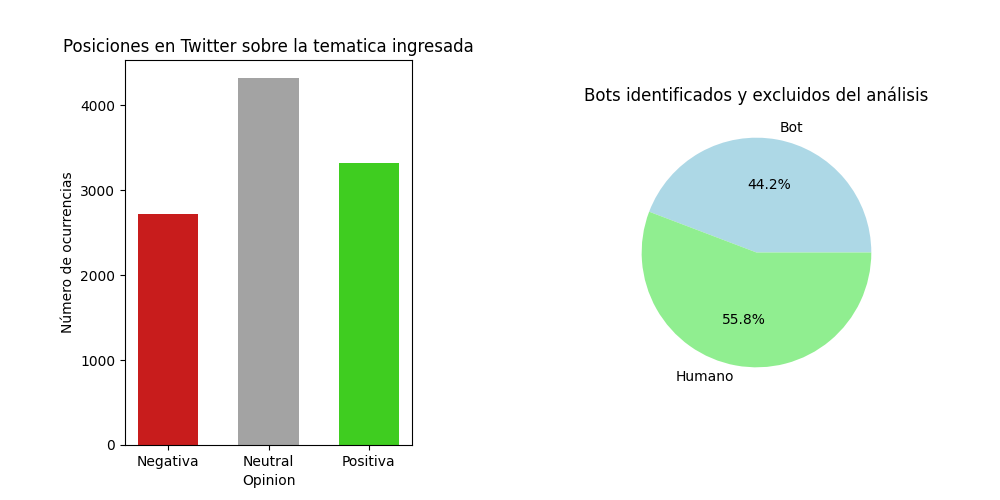 Posiciones en Twitter sobre la tematica ingresada
Número de ocurrencias
4000
3000
2000
1000
0
Negativa
Neutral
Positiva
Opinion
Bots identificados y excluidos del análisis
Bot
44.2%
55.8%
Humano